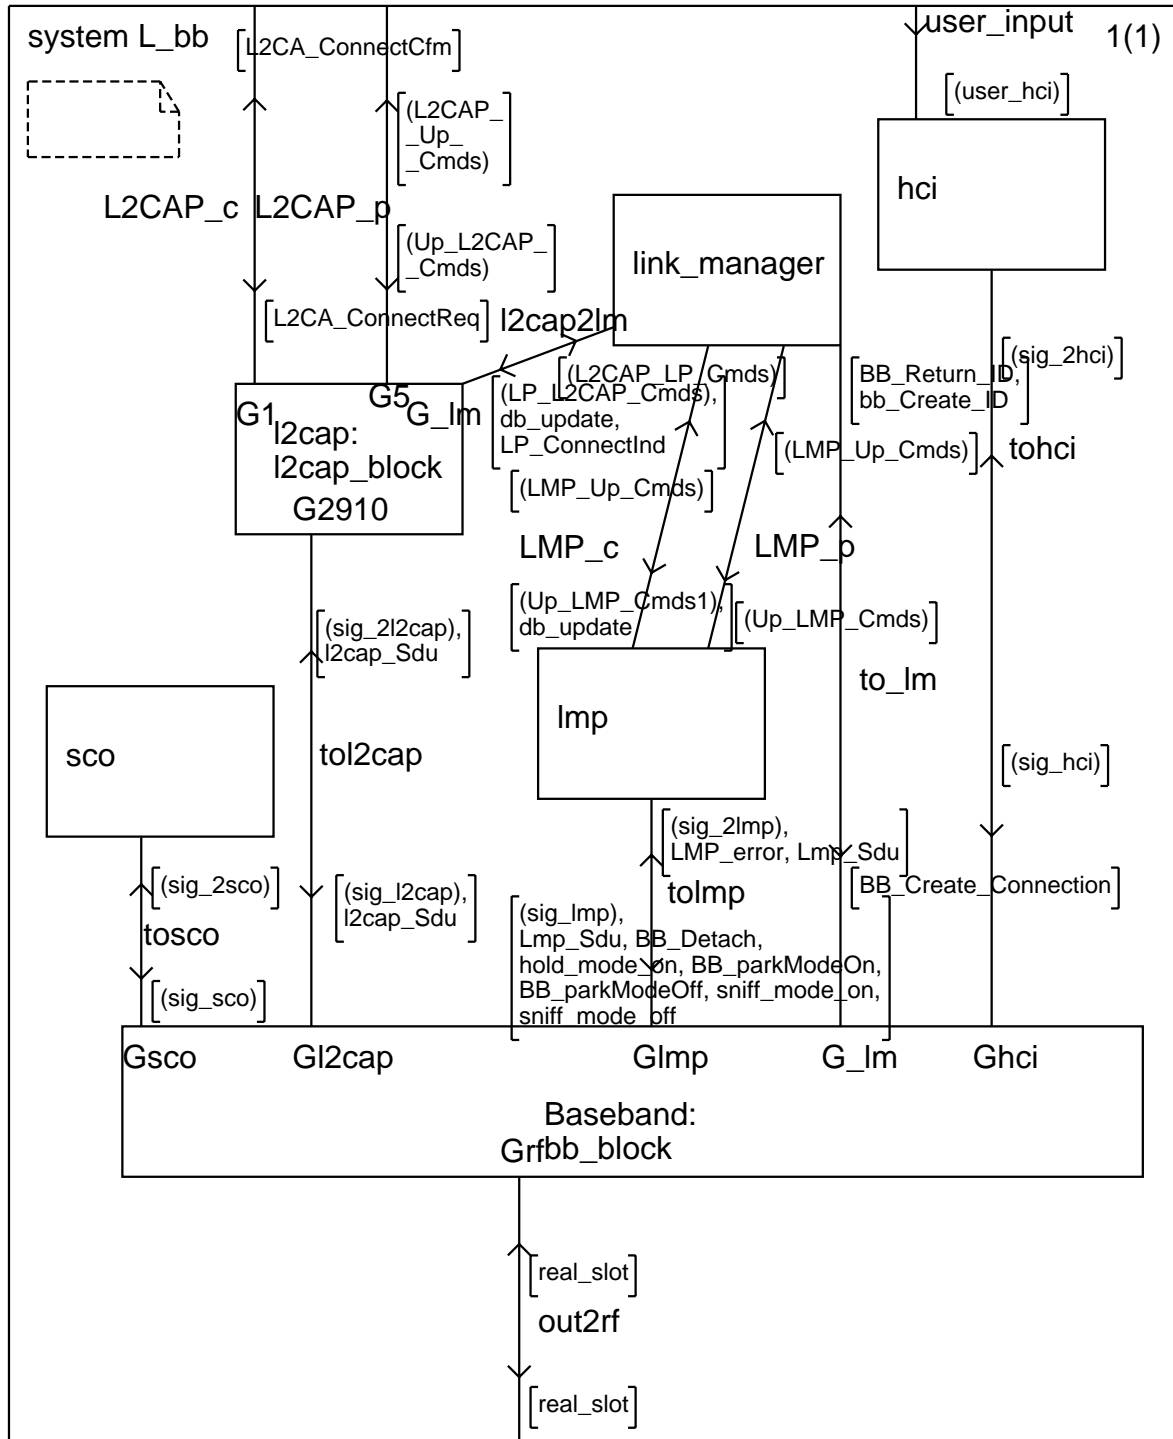 system L_bb
user_input
1(1)
[L2CA_ConnectCfm]
[(user_hci)]
[(L2CAP_
_Up_
_Cmds)]
hci
L2CAP_c
L2CAP_p
[(Up_L2CAP_
_Cmds)]
link_manager
[L2CA_ConnectReq]
l2cap2lm
[(sig_2hci)]
[(L2CAP_LP_Cmds)]
[BB_Return_ID,
bb_Create_ID]
[(LP_L2CAP_Cmds),
db_update,
LP_ConnectInd]
G1
G5
G_lm
l2cap:
l2cap_block
G2910
[(LMP_Up_Cmds)]
tohci
[(LMP_Up_Cmds)]
LMP_c
LMP_p
[(Up_LMP_Cmds1),
db_update]
[(Up_LMP_Cmds)]
[(sig_2l2cap),
l2cap_Sdu]
to_lm
lmp
sco
tol2cap
[(sig_hci)]
[(sig_2lmp),
LMP_error, Lmp_Sdu]
[(sig_2sco)]
[(sig_l2cap),
l2cap_Sdu]
tolmp
[BB_Create_Connection]
tosco
[(sig_lmp),
Lmp_Sdu, BB_Detach,
hold_mode_on, BB_parkModeOn,
BB_parkModeOff, sniff_mode_on,
sniff_mode_off]
[(sig_sco)]
Gsco
Gl2cap
Glmp
G_lm
Ghci
Baseband:
bb_block
Grf
[real_slot]
out2rf
[real_slot]